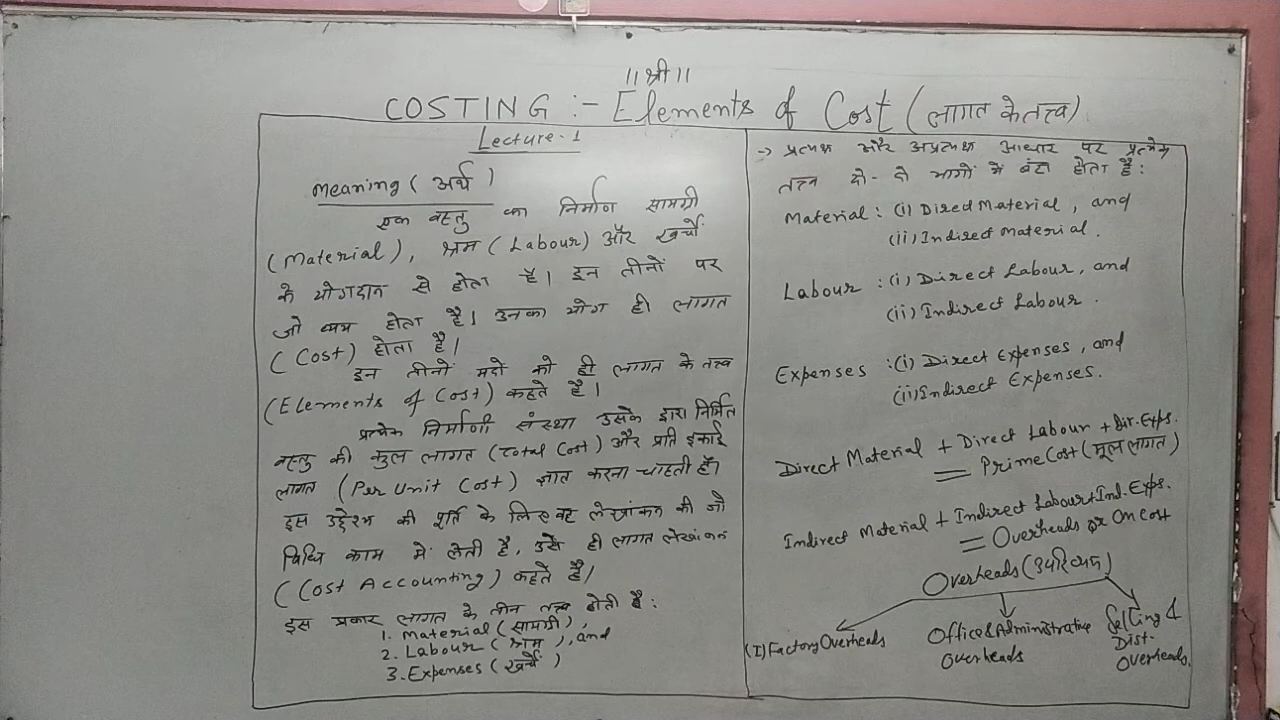 ॥ श्री ॥
COSTING :- Elements of Cost (लागत के तत्त्व)
Lecture-1
Meaning (अर्थ)
एक वस्तु का निर्माण सामग्री
(Material), श्रम (Labour) और खर्चों
के योगदान से होता है। इन तीनों पर
जो व्यय होता है। उनका योग ही लागत
(Cost) होता है।
इन तीनों मदों को ही लागत के तत्त्व
(Elements of Cost) कहते है।
प्रत्येक निर्माणी संस्था उसके द्वारा निर्मित
वस्तु की कुल लागत (Total Cost) और प्रति इकाई
लागत (Per Unit Cost) ज्ञात करना चाहती है।
इस उद्देश्य की पूर्ति के लिए वह लेखांकन की जो
विधि काम में लेती है, उसे ही लागत लेखांकन
(Cost Accounting) कहते है।
इस प्रकार लागत के तीन तत्त्व होती है:
1. Material (सामग्री),
2. Labour (श्रम), and
3. Expenses (खर्चे)
-> प्रत्यक्ष और अप्रत्यक्ष आधार पर प्रत्येक
तत्त्व दो-दो भागों में बंटा होता है:
Material: (i) Direct Material, and
(ii) Indirect Material.
Labour: (i) Direct Labour, and
(ii) Indirect Labour.
Expenses: (i) Direct Expenses, and
(ii) Indirect Expenses.
Direct Material + Direct Labour + Dir. Exps.
= Prime Cost (मूल लागत)
Indirect Material + Indirect Labour + Ind. Exps.
= Overheads or On Cost
Overheads (उपरिव्यय)
(I) Factory Overheads
Office & Administrative
Overheads
Selling &
Dist.
Overheads.